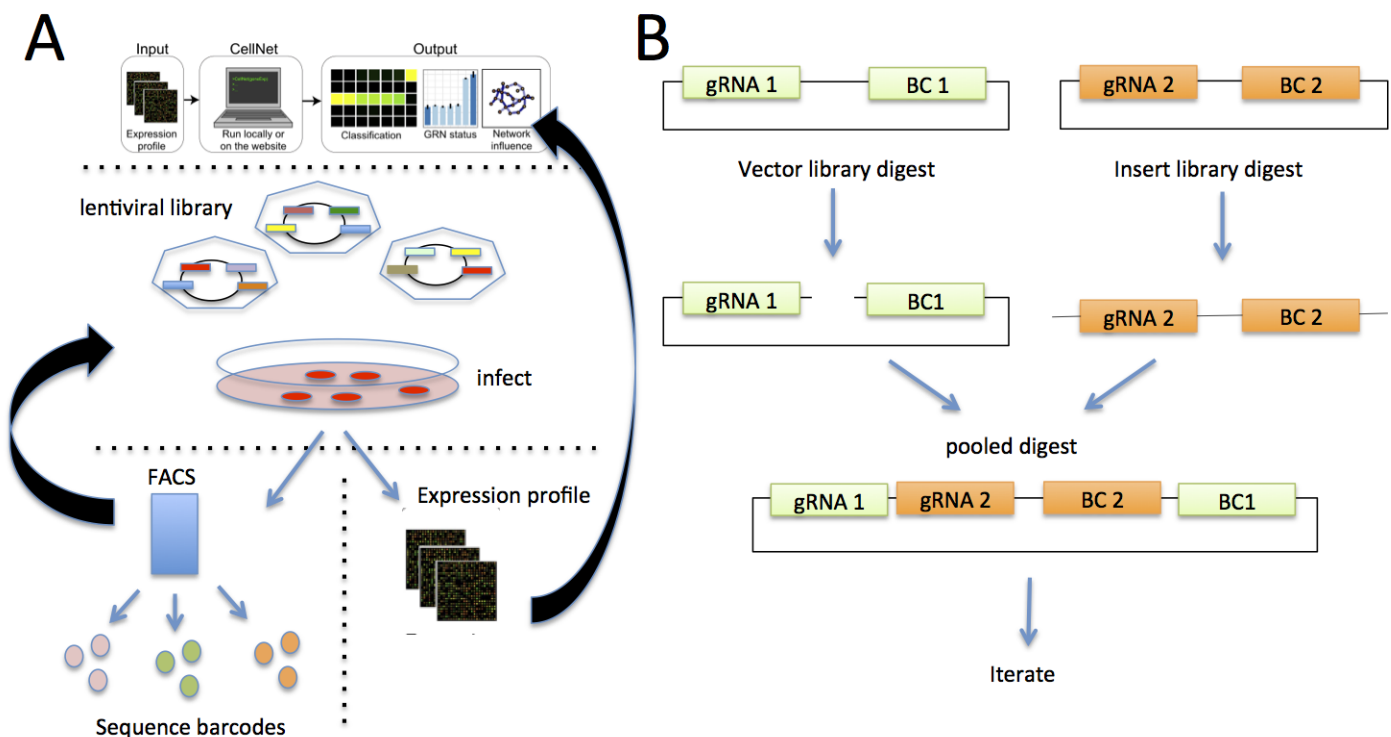 A
Input
CellNet
Output
Expression
profile
Run locally or
on the website
Classification
GRN status
Network
influence
lentiviral library
infect
FACS
Expression profile
Sequence barcodes
B
gRNA 1
BC 1
gRNA 2
BC 2
Vector library digest
Insert library digest
gRNA 1
BC1
gRNA 2
BC 2
pooled digest
gRNA 1
gRNA 2
BC 2
BC1
Iterate